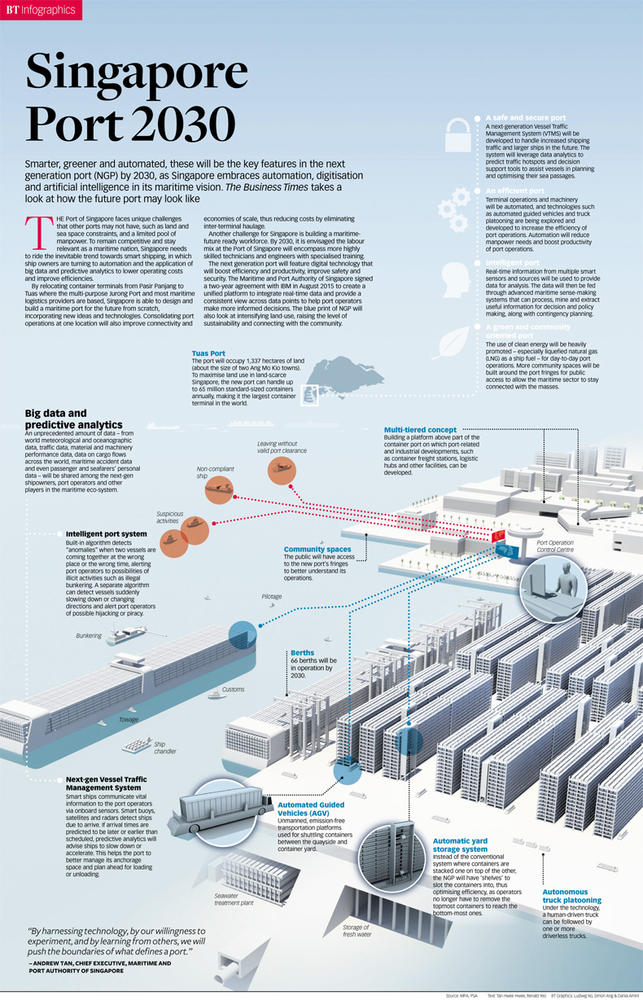 BT Infographics
Singapore
Port 2030
Smarter, greener and automated, these will be the key features in the next
generation port (NGP) by 2030, as Singapore embraces automation, digitisation
and artificial intelligence in its maritime vision. The Business Times takes a
look at how the future port may look like
THE Port of Singapore faces unique challenges
that other ports may not have, such as land and
sea space constraints, and a limited pool of
manpower. To remain competitive and stay
relevant as a maritime nation, Singapore needs
to ride the inevitable trend towards smart shipping, in which
ship owners are turning to automation and the application of
big data and predictive analytics to lower operating costs
and improve efficiencies.
By relocating container terminals from Pasir Panjang to
Tuas where the multi-purpose Jurong Port and most maritime
logistics providers are based, Singapore is able to design and
build a maritime port for the future from scratch,
incorporating new ideas and technologies. Consolidating port
operations at one location will also improve connectivity and
economies of scale, thus reducing costs by eliminating
inter-terminal haulage.
Another challenge for Singapore is building a maritime-
future ready workforce. By 2030, it is envisaged the labour
mix at the Port of Singapore will encompass more highly
skilled technicians and engineers with specialised training.
The next generation port will feature digital technology that
will boost efficiency and productivity, improve safety and
security. The Maritime and Port Authority of Singapore signed
a two-year agreement with IBM in August 2015 to create a
unified platform to integrate real-time data and provide a
consistent view across data points to help port operators
make more informed decisions. The blue print of NGP will
also look at intensifying land-use, raising the level of
sustainability and connecting with the community.
A safe and secure port
A next-generation Vessel Traffic
Management System (VTMS) will be
developed to handle increased shipping
traffic and larger ships in the future. The
system will leverage data analytics to
predict traffic hotspots and decision
support tools to assist vessels in planning
and optimising their sea passages.
An efficient port
Terminal operations and machinery
will be automated, and technologies such
as automated guided vehicles and truck
platooning are being explored and
developed to increase the efficiency of
port operations. Automation will reduce
manpower needs and boost productivity
of port operations.
Intelligent port
Real-time information from multiple smart
sensors and sources will be used to provide
data for analysis. The data will then be fed
through advanced maritime sense-making
systems that can process, mine and extract
useful information for decision and policy
making, along with contingency planning.
A green and community
oriented port
The use of clean energy will be heavily
promoted – especially liquefied natural gas
(LNG) as a ship fuel – for day-to-day port
operations. More community spaces will be
built around the port fringes for public
access to allow the maritime sector to stay
connected with the masses.
Tuas Port
The port will occupy 1,337 hectares of land
(about the size of two Ang Mo Kio towns).
To maximise land use in land-scarce
Singapore, the new port can handle up
to 65 million standard-sized containers
annually, making it the largest container
terminal in the world.
Big data and
predictive analytics
An unprecedented amount of data – from
world meteorological and oceanographic
data, traffic data, material and machinery
performance data, data on cargo flows
across the world, maritime accident data
and even passenger and seafarers' personal
data – will be shared among the next-gen
shipowners, port operators and other
players in the maritime eco-system.
Leaving without
valid port clearance
Non-compliant
ship
Suspicious
activities
Multi-tiered concept
Building a platform above part of the
container port on which port-related
and industrial developments, such
as container freight stations, logistic
hubs and other facilities, can be
developed.
Intelligent port system
Built-in algorithm detects
"anomalies" when two vessels are
coming together at the wrong
place or the wrong time, alerting
port operators to possibilities of
illicit activities such as illegal
bunkering. A separate algorithm
can detect vessels suddenly
slowing down or changing
directions and alert port operators
of possible hijacking or piracy.
Community spaces
The public will have access
to the new port's fringes
to better understand its
operations.
Port Operation
Control Centre
Pilotage
Bunkering
Berths
66 berths will be
in operation by
2030.
Customs
Towage
Ship
chandler
Next-gen Vessel Traffic
Management System
Smart ships communicate vital
information to the port operators
via onboard sensors. Smart buoys,
satellites and radars detect ships
due to arrive. If arrival times are
predicted to be later or earlier than
scheduled, predictive analytics will
advise ships to slow down or
accelerate. This helps the port to
better manage its anchorage
space and plan ahead for loading
or unloading.
Automated Guided
Vehicles (AGV)
Unmanned, emission-free
transportation platforms
used for shuttling containers
between the quayside and
container yard.
Automatic yard
storage system
Instead of the conventional
system where containers are
stacked one on top of the other,
the NGP will have 'shelves' to
slot the containers into, thus
optimising efficiency, as operators
no longer have to remove the
topmost containers to reach the
bottom-most ones.
Autonomous
truck platooning
Under the technology,
a human-driven truck
can be followed by
one or more
driverless trucks.
Seawater
treatment plant
Storage of
fresh water
"By harnessing technology, by our willingness to
experiment, and by learning from others, we will
push the boundaries of what defines a port."
– ANDREW TAN, CHIEF EXECUTIVE, MARITIME AND
PORT AUTHORITY OF SINGAPORE
Source: MPA, PSA Text: Tan Hwee Hwee, Renald Yeo BT Graphics: Ludwig Ilio, Simon Ang & Dania Amril